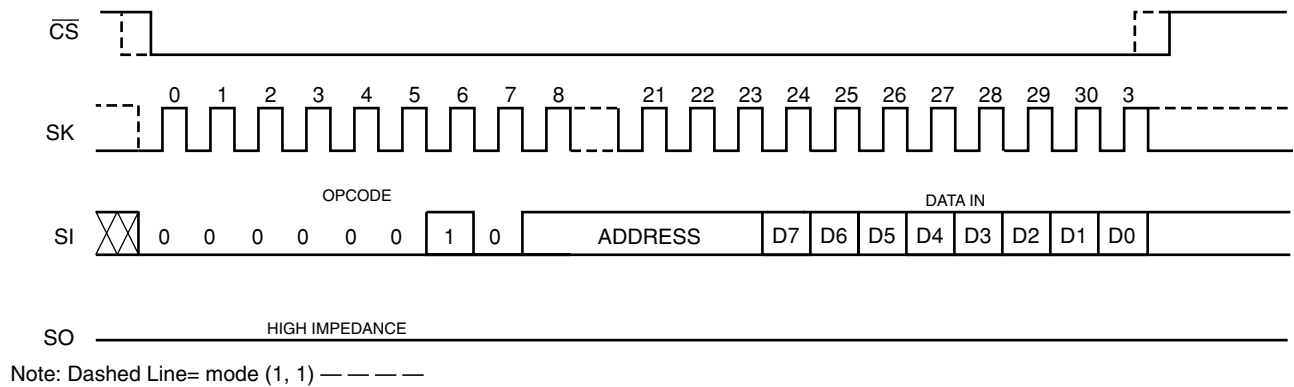 CS
0 1 2 3 4 5 6 7 8 21 22 23 24 25 26 27 28 29 30 3
SK
OPCODE
DATA IN
SI 0 0 0 0 0 0 1 0 ADDRESS D7 D6 D5 D4 D3 D2 D1 D0
HIGH IMPEDANCE
SO
Note: Dashed Line= mode (1, 1) — — — —